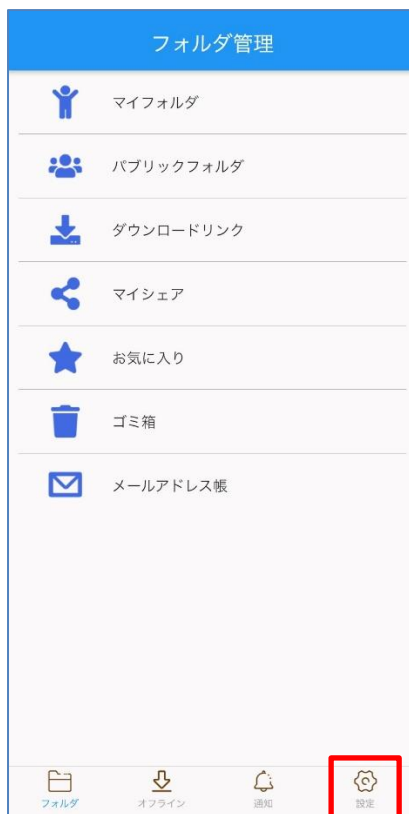 フォルダ管理
マイフォルダ
パブリックフォルダ
ダウンロードリンク
マイシェア
お気に入り
ゴミ箱
メールアドレス帳
フォルダ
オフライン
通知
設定